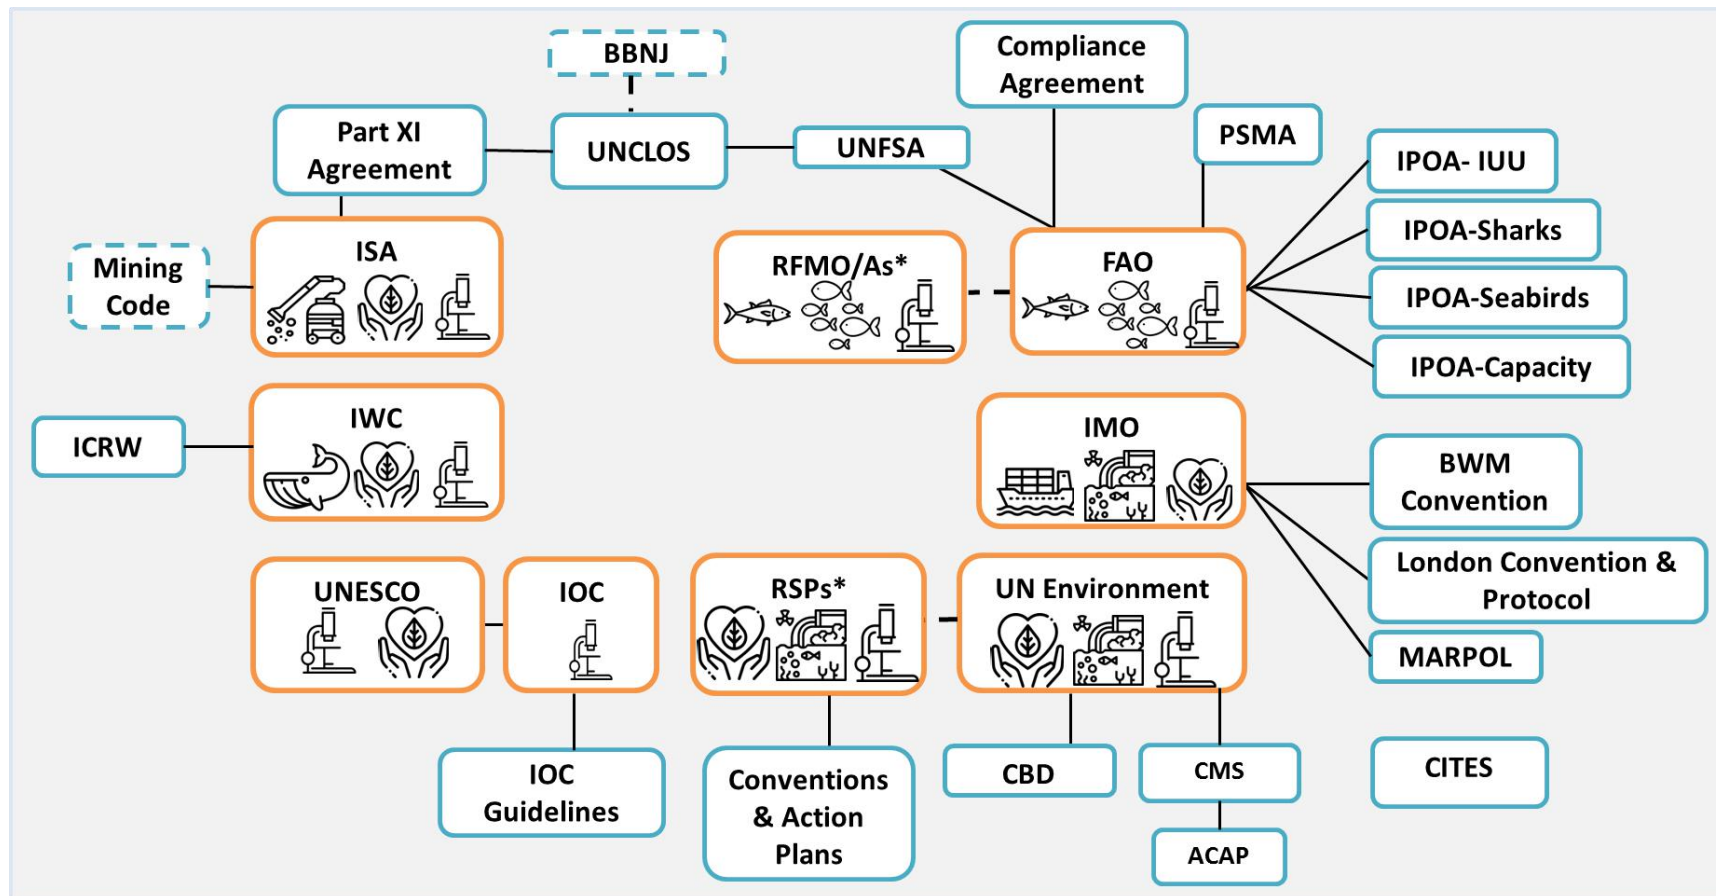 BBNJ
Compliance
Agreement
Part XI
Agreement
UNCLOS
UNFSA
PSMA
IPOA- IUU
ISA
RFMO/As*
FAO
IPOA-Sharks
Mining
Code
IPOA-Seabirds
IPOA-Capacity
ICRW
IWC
IMO
BWM
Convention
UNESCO
IOC
RSPs*
UN Environment
London Convention &
Protocol
MARPOL
IOC
Guidelines
Conventions
& Action
Plans
CBD
CMS
CITES
ACAP